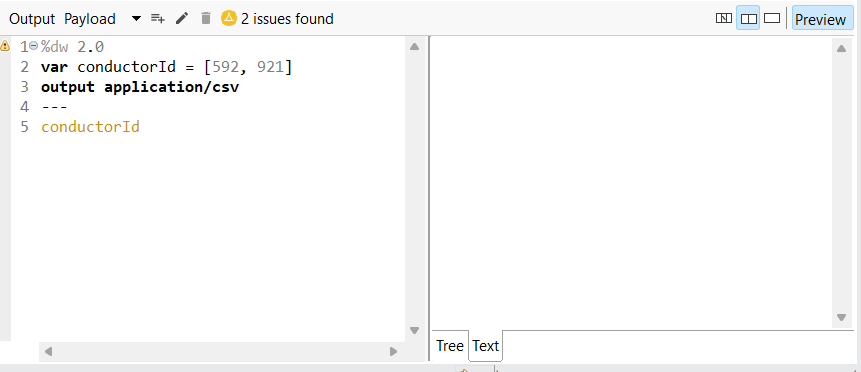 Output Payload 2 issues found Preview
1 %dw 2.0
2 var conductorId = [592, 921]
3 output application/csv
4 ---
5 conductorId
Tree Text